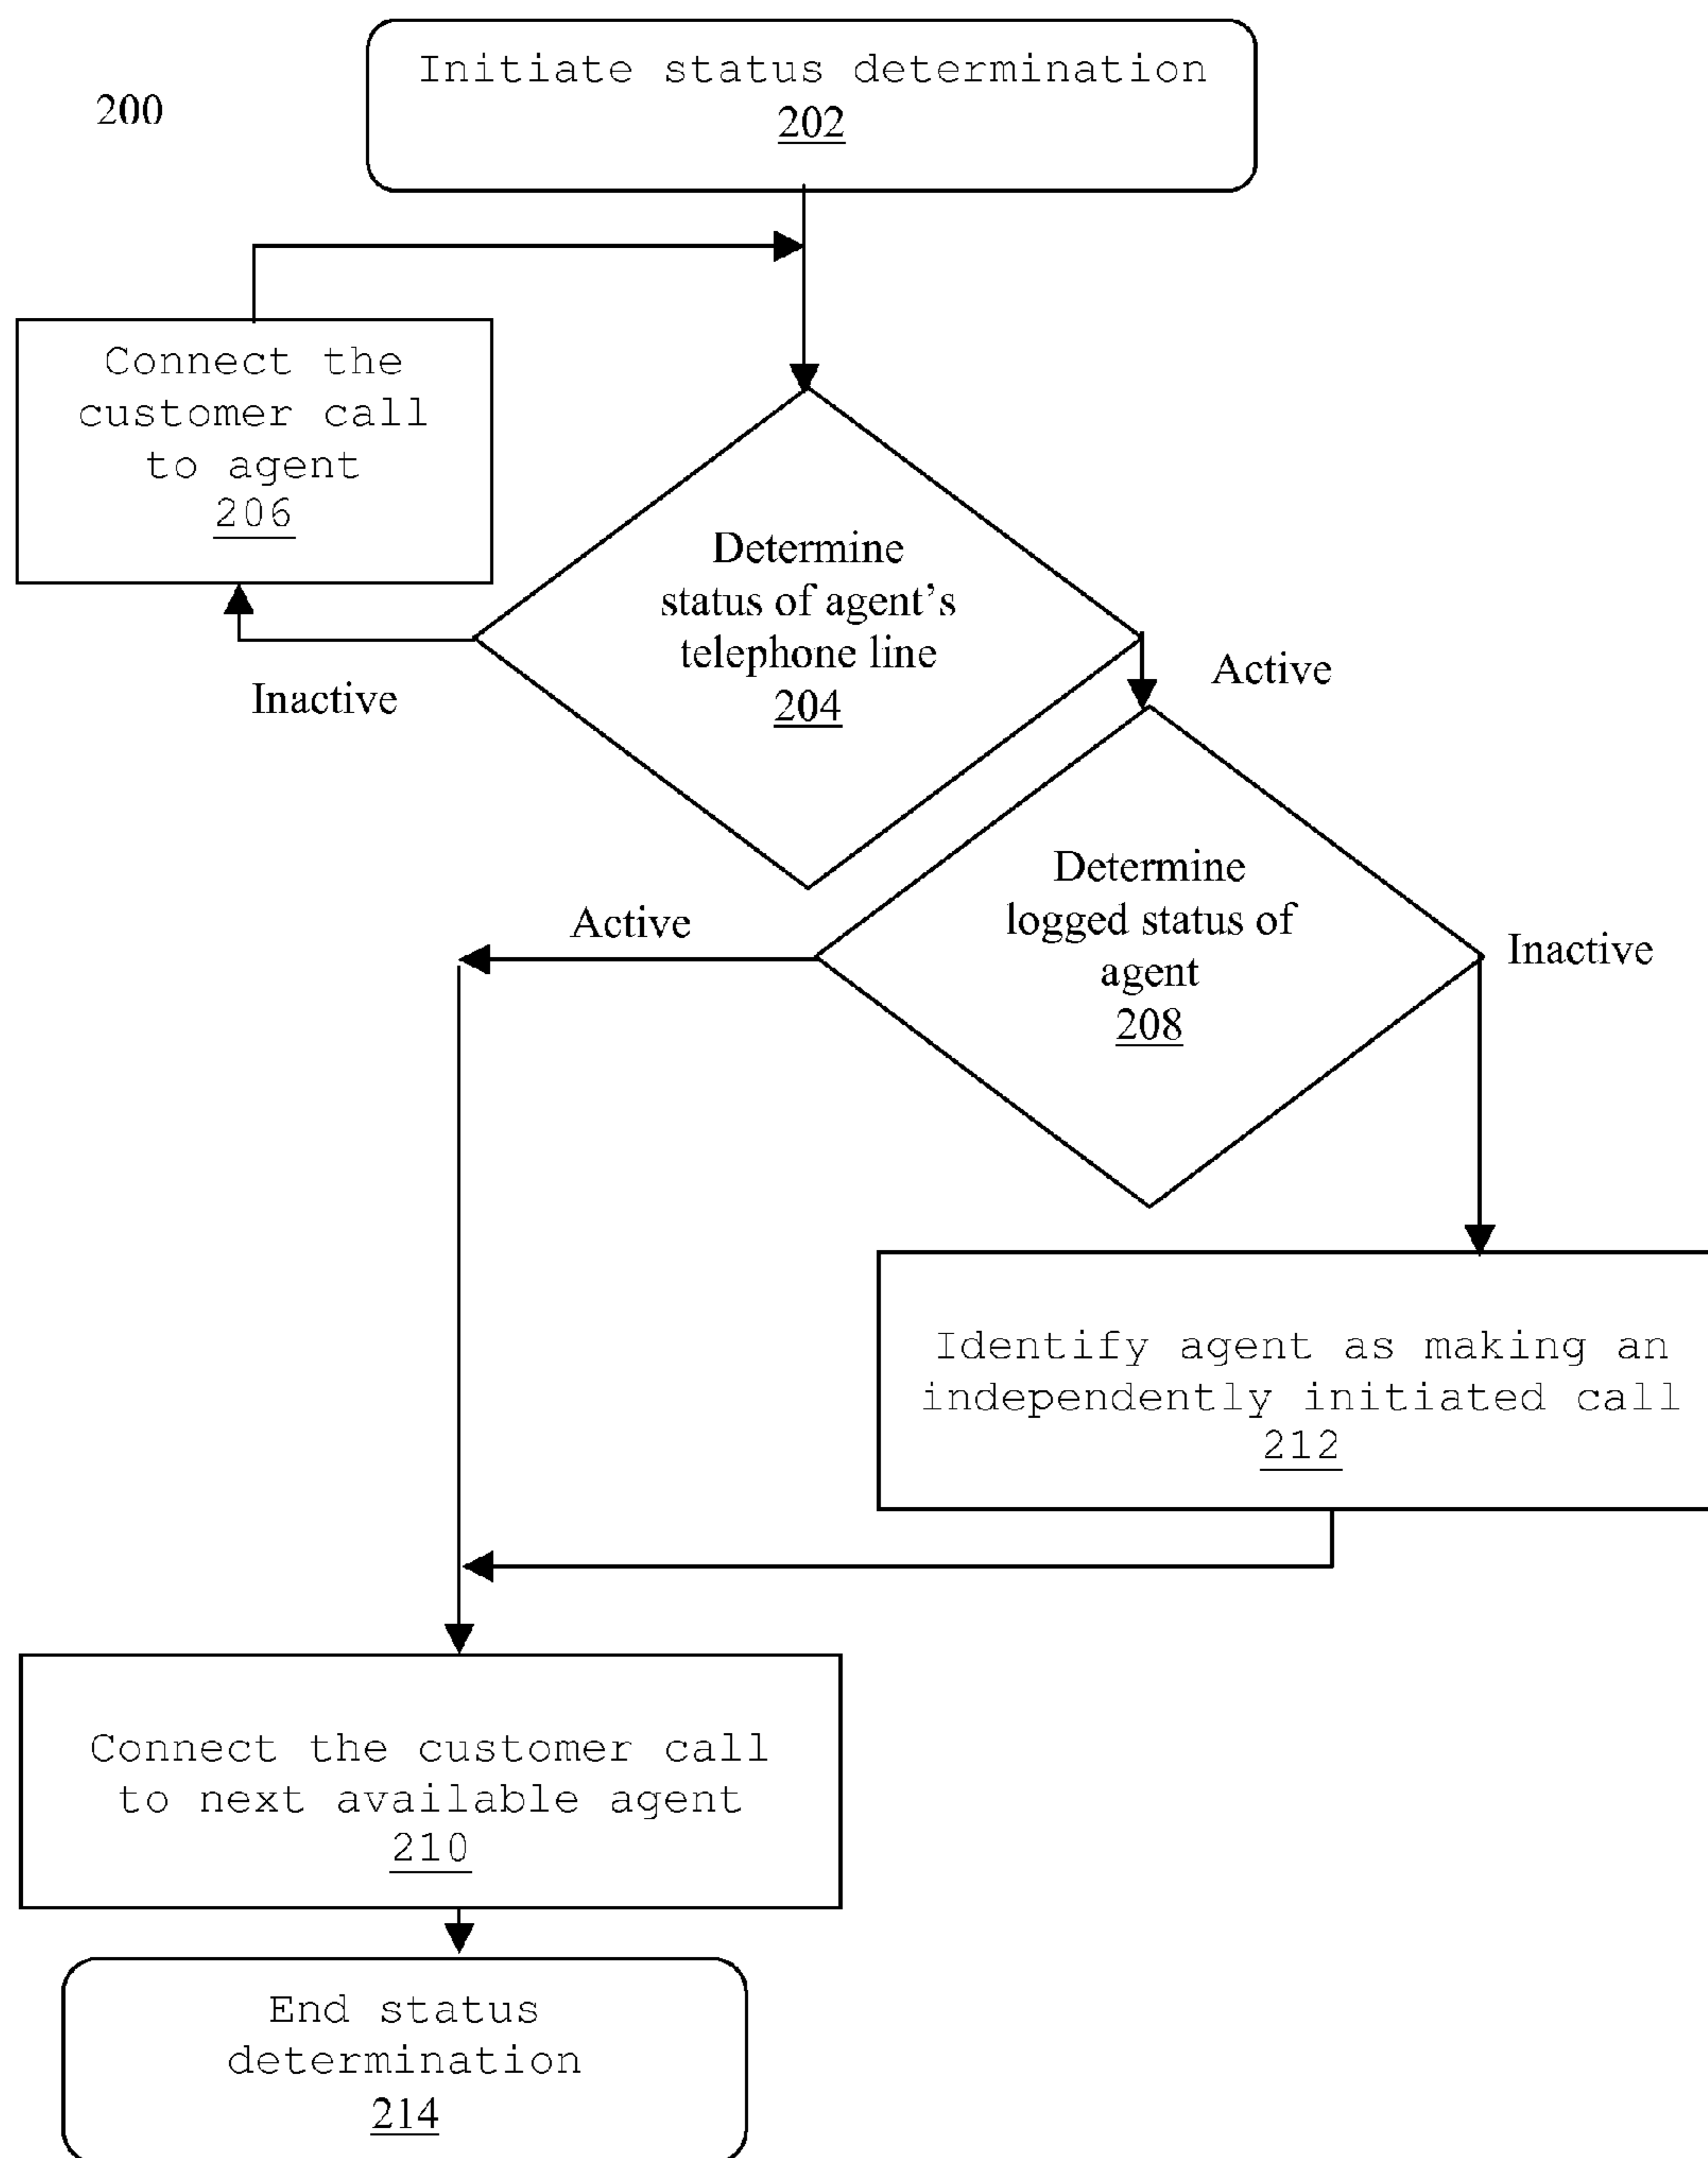 Initiate status determination
202
200
Connect the
customer call
to agent
206
Determine
status of agent’s
telephone line
204
Inactive
Active
Determine
logged status of
agent
208
Active
Inactive
Identify agent as making an
independently initiated call
212
Connect the customer call
to next available agent
210
End status
determination
214